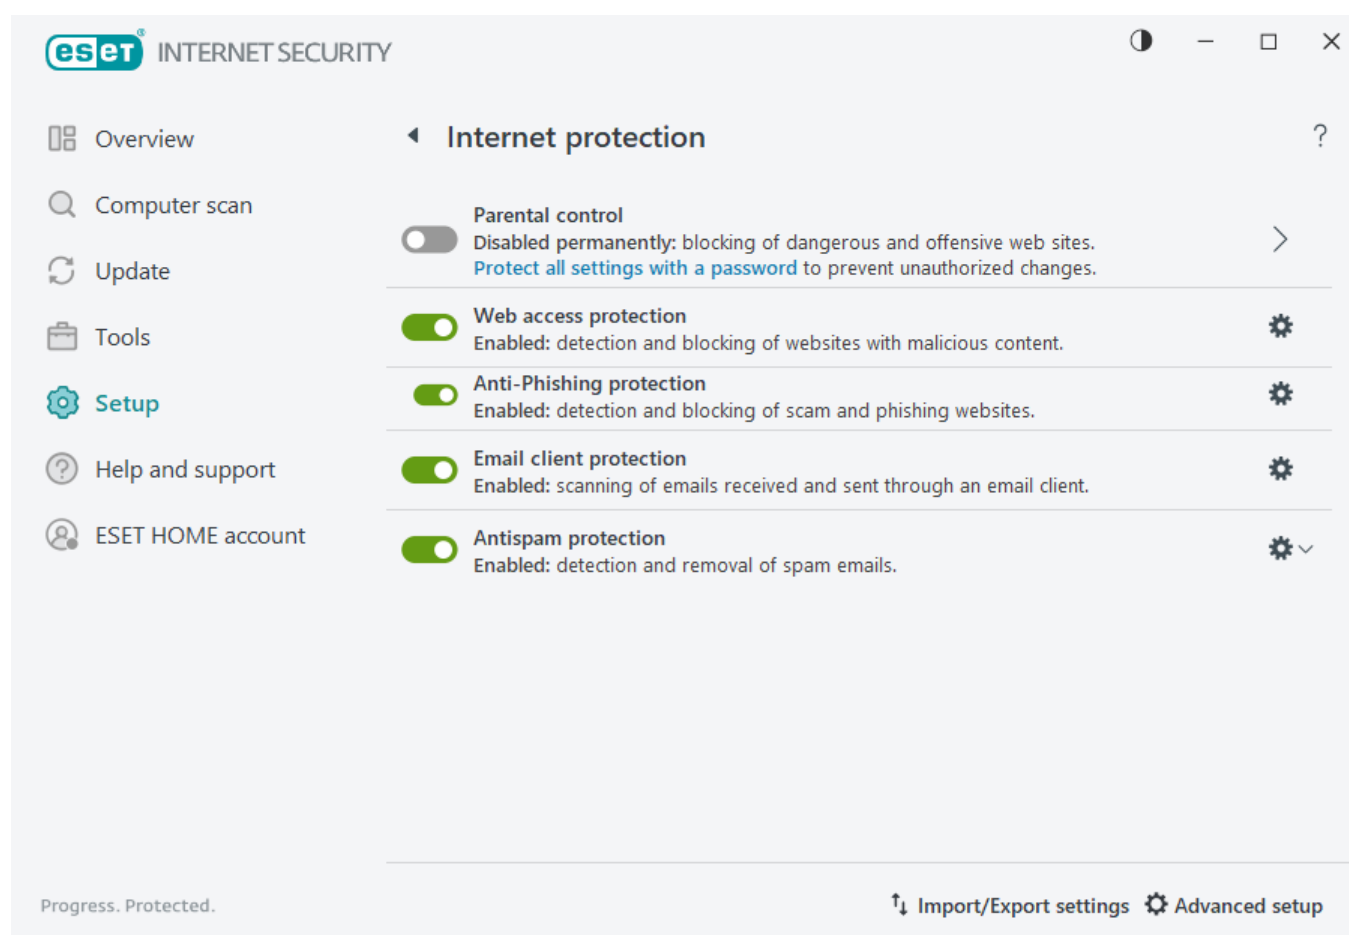 eset® INTERNET SECURITY
Overview
Computer scan
Update
Tools
Setup
Help and support
ESET HOME account
Internet protection
?
Parental control
Disabled permanently: blocking of dangerous and offensive web sites.
Protect all settings with a password to prevent unauthorized changes.
Web access protection
Enabled: detection and blocking of websites with malicious content.
Anti-Phishing protection
Enabled: detection and blocking of scam and phishing websites.
Email client protection
Enabled: scanning of emails received and sent through an email client.
Antispam protection
Enabled: detection and removal of spam emails.
Progress. Protected.
Import/Export settings Advanced setup